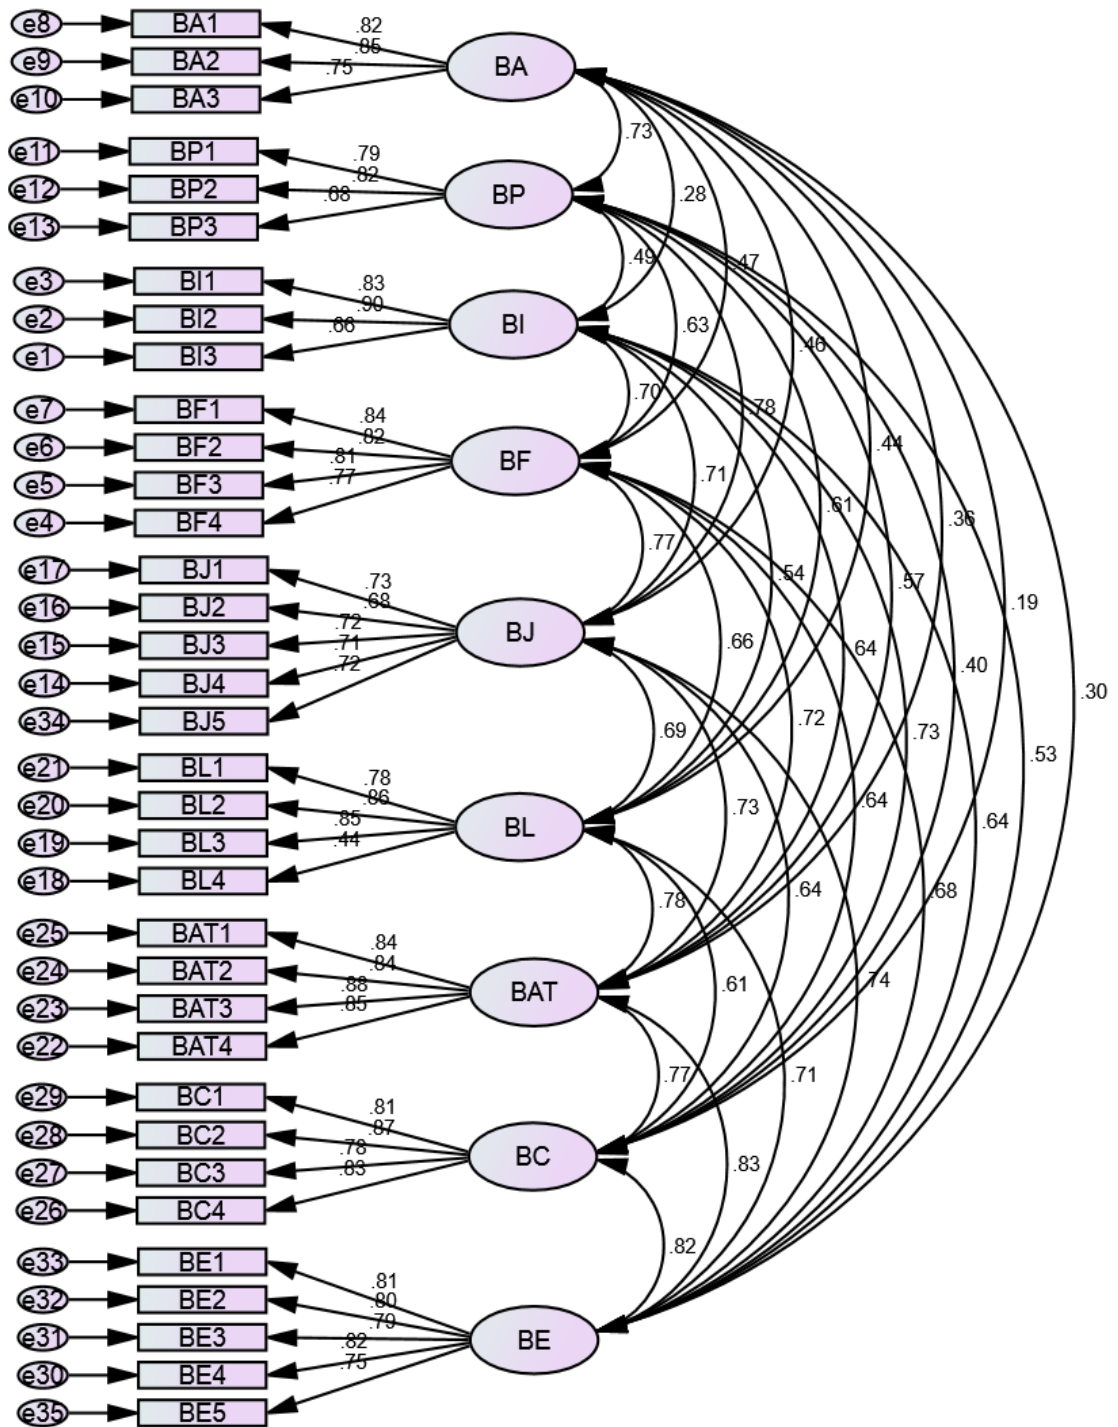 e8 BA1 .82
e9 BA2 .85 BA
e10 BA3 .75
.73
e11 BP1 .79
e12 BP2 .82 BP .28
e13 BP3 .68
.49 .47
e3 BI1 .83
e2 BI2 .90 BI .63 .46
e1 BI3 .66
.70 .78
e7 BF1 .84
e6 BF2 .82 BF .44
e5 BF3 .81 .71
e4 BF4 .77 .61 .36
.77
e17 BJ1 .73 .54 .57
e16 BJ2 .68 .19
e15 BJ3 .72 BJ .66 .64
e14 BJ4 .71 .40
e34 BJ5 .72 .30
.69 .72 .73
e21 BL1 .78 .53
e20 BL2 .86 BL .73 .64
e19 BL3 .85 .64
e18 BL4 .44
.78 .64 .68
e25 BAT1 .84
e24 BAT2 .84 BAT .61 .74
e23 BAT3 .88
e22 BAT4 .85
.77 .71
e29 BC1 .81
e28 BC2 .87 BC
e27 BC3 .78 .83
e26 BC4 .83
.82
e33 BE1 .81
e32 BE2 .80
e31 BE3 .79 BE
e30 BE4 .82
e35 BE5 .75